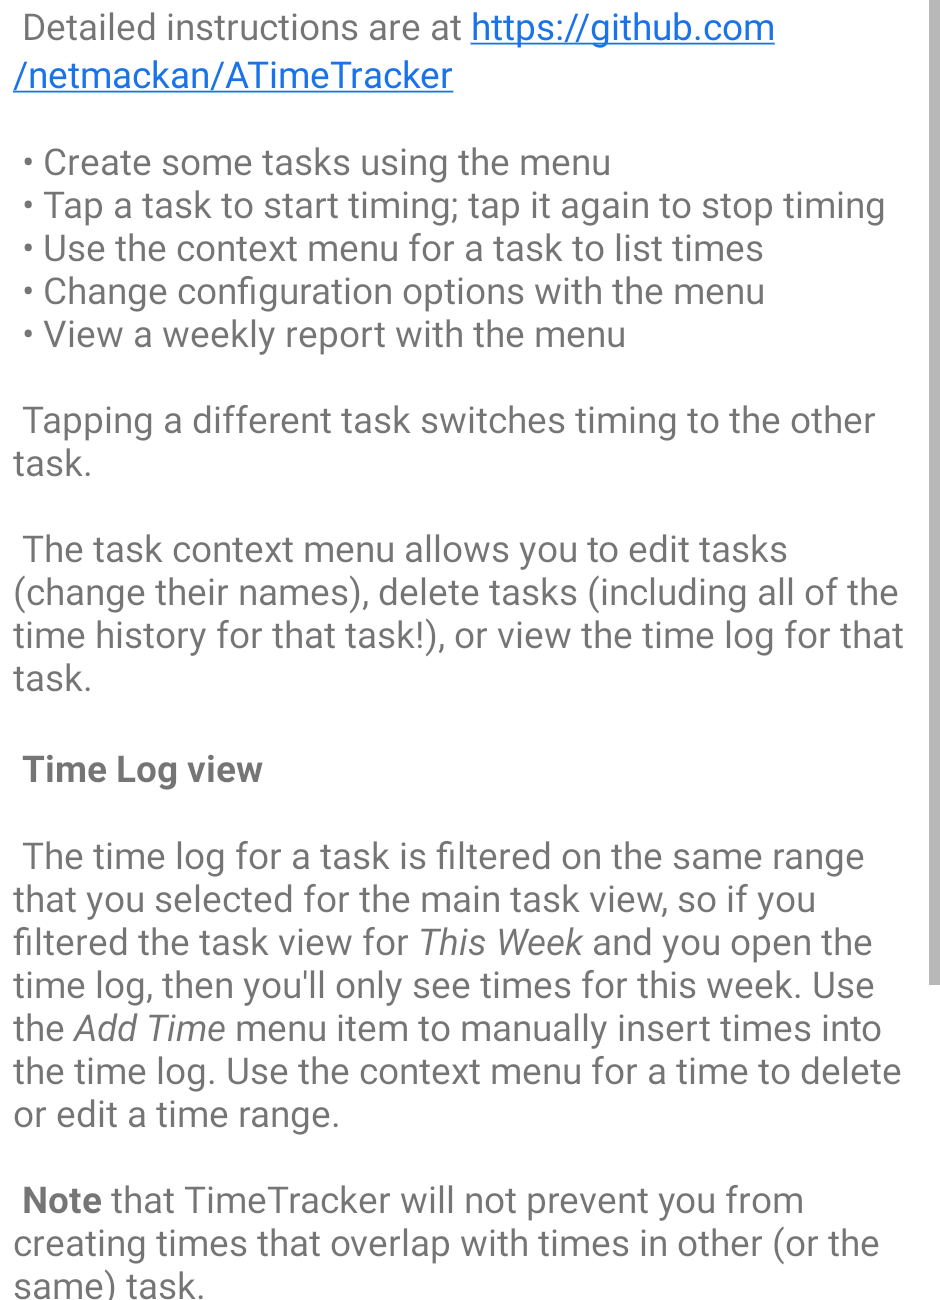 Detailed instructions are at https://github.com
/netmackan/ATimeTracker
• Create some tasks using the menu
• Tap a task to start timing; tap it again to stop timing
• Use the context menu for a task to list times
• Change configuration options with the menu
• View a weekly report with the menu
Tapping a different task switches timing to the other
task.
The task context menu allows you to edit tasks
(change their names), delete tasks (including all of the
time history for that task!), or view the time log for that
task.
Time Log view
The time log for a task is filtered on the same range
that you selected for the main task view, so if you
filtered the task view for This Week and you open the
time log, then you'll only see times for this week. Use
the Add Time menu item to manually insert times into
the time log. Use the context menu for a time to delete
or edit a time range.
Note that TimeTracker will not prevent you from
creating times that overlap with times in other (or the
same) task.